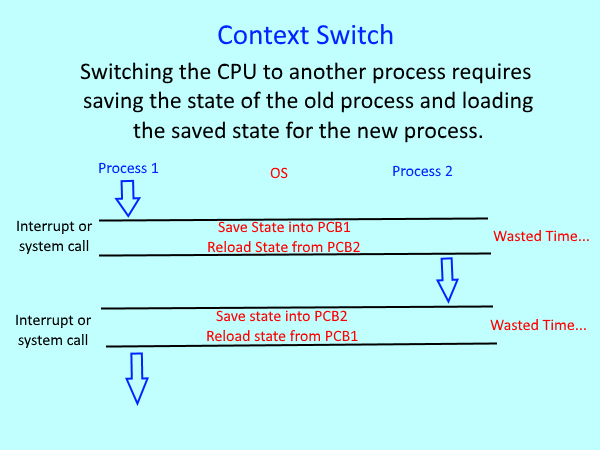 Context Switch
Switching the CPU to another process requires
saving the state of the old process and loading
the saved state for the new process.
Process 1
OS
Process 2
Interrupt or
system call
Save State into PCB1
Reload State from PCB2
Wasted Time...
Interrupt or
system call
Save state into PCB2
Reload state from PCB1
Wasted Time...